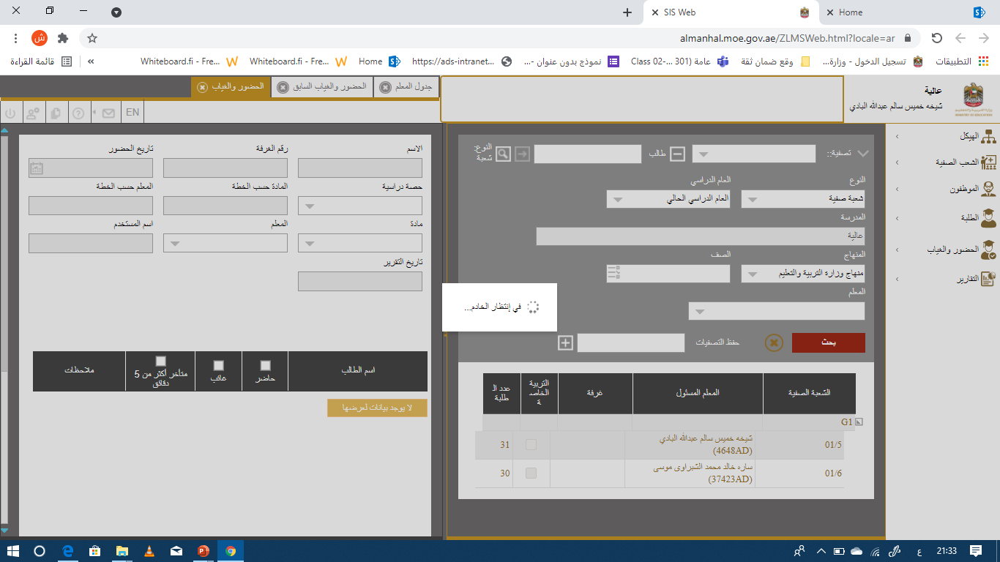 SIS Web
Home
almanhal.moe.gov.ae/ZLMSWeb.html?locale=ar
ش
التطبيقات
تسجيل الدخول - وزارة...
وقع ضمان ثقة
Class 02-... 301) عامة
نموذج بدون عنوان -...
https://ads-intranet...
Home
Whiteboard.fi - Fre...
Whiteboard.fi - Fre...
قائمة القراءة
عالية
شيخه خميس سالم عبدالله البادي
جدول المعلم
الحضور والغياب السابق
الحضور والغياب
EN
الهيكل
الشعب الصفية
الموظفون
الطلبة
الحضور والغياب
التقارير
تصفية::
طالب
النوع:
شعبة
النوع
العام الدراسي
شعبة صفية
العام الدراسي الحالي
المدرسة
عالية
المنهاج
الصف
منهاج وزارة التربية والتعليم
المعلم
بحث
حفظ التصفيات
الشعبة الصفية
المعلم المسئول
غرفة
التربية
الخاص
ة
عدد ال
طلبة
G1
01/5
شيخه خميس سالم عبدالله البادي
(4648AD)
31
01/6
ساره خالد محمد الشبراوى موسى
(37423AD)
30
في إنتظار الخادم...
الاسم
رقم الغرفة
تاريخ الحضور
حصة دراسية
المادة حسب الخطة
المعلم حسب الخطة
مادة
المعلم
اسم المستخدم
تاريخ التقرير
اسم الطالب
حاضر
غائب
متأخر أكثر من 5
دقائق
ملاحظات
لا يوجد بيانات لعرضها
ع
21:33